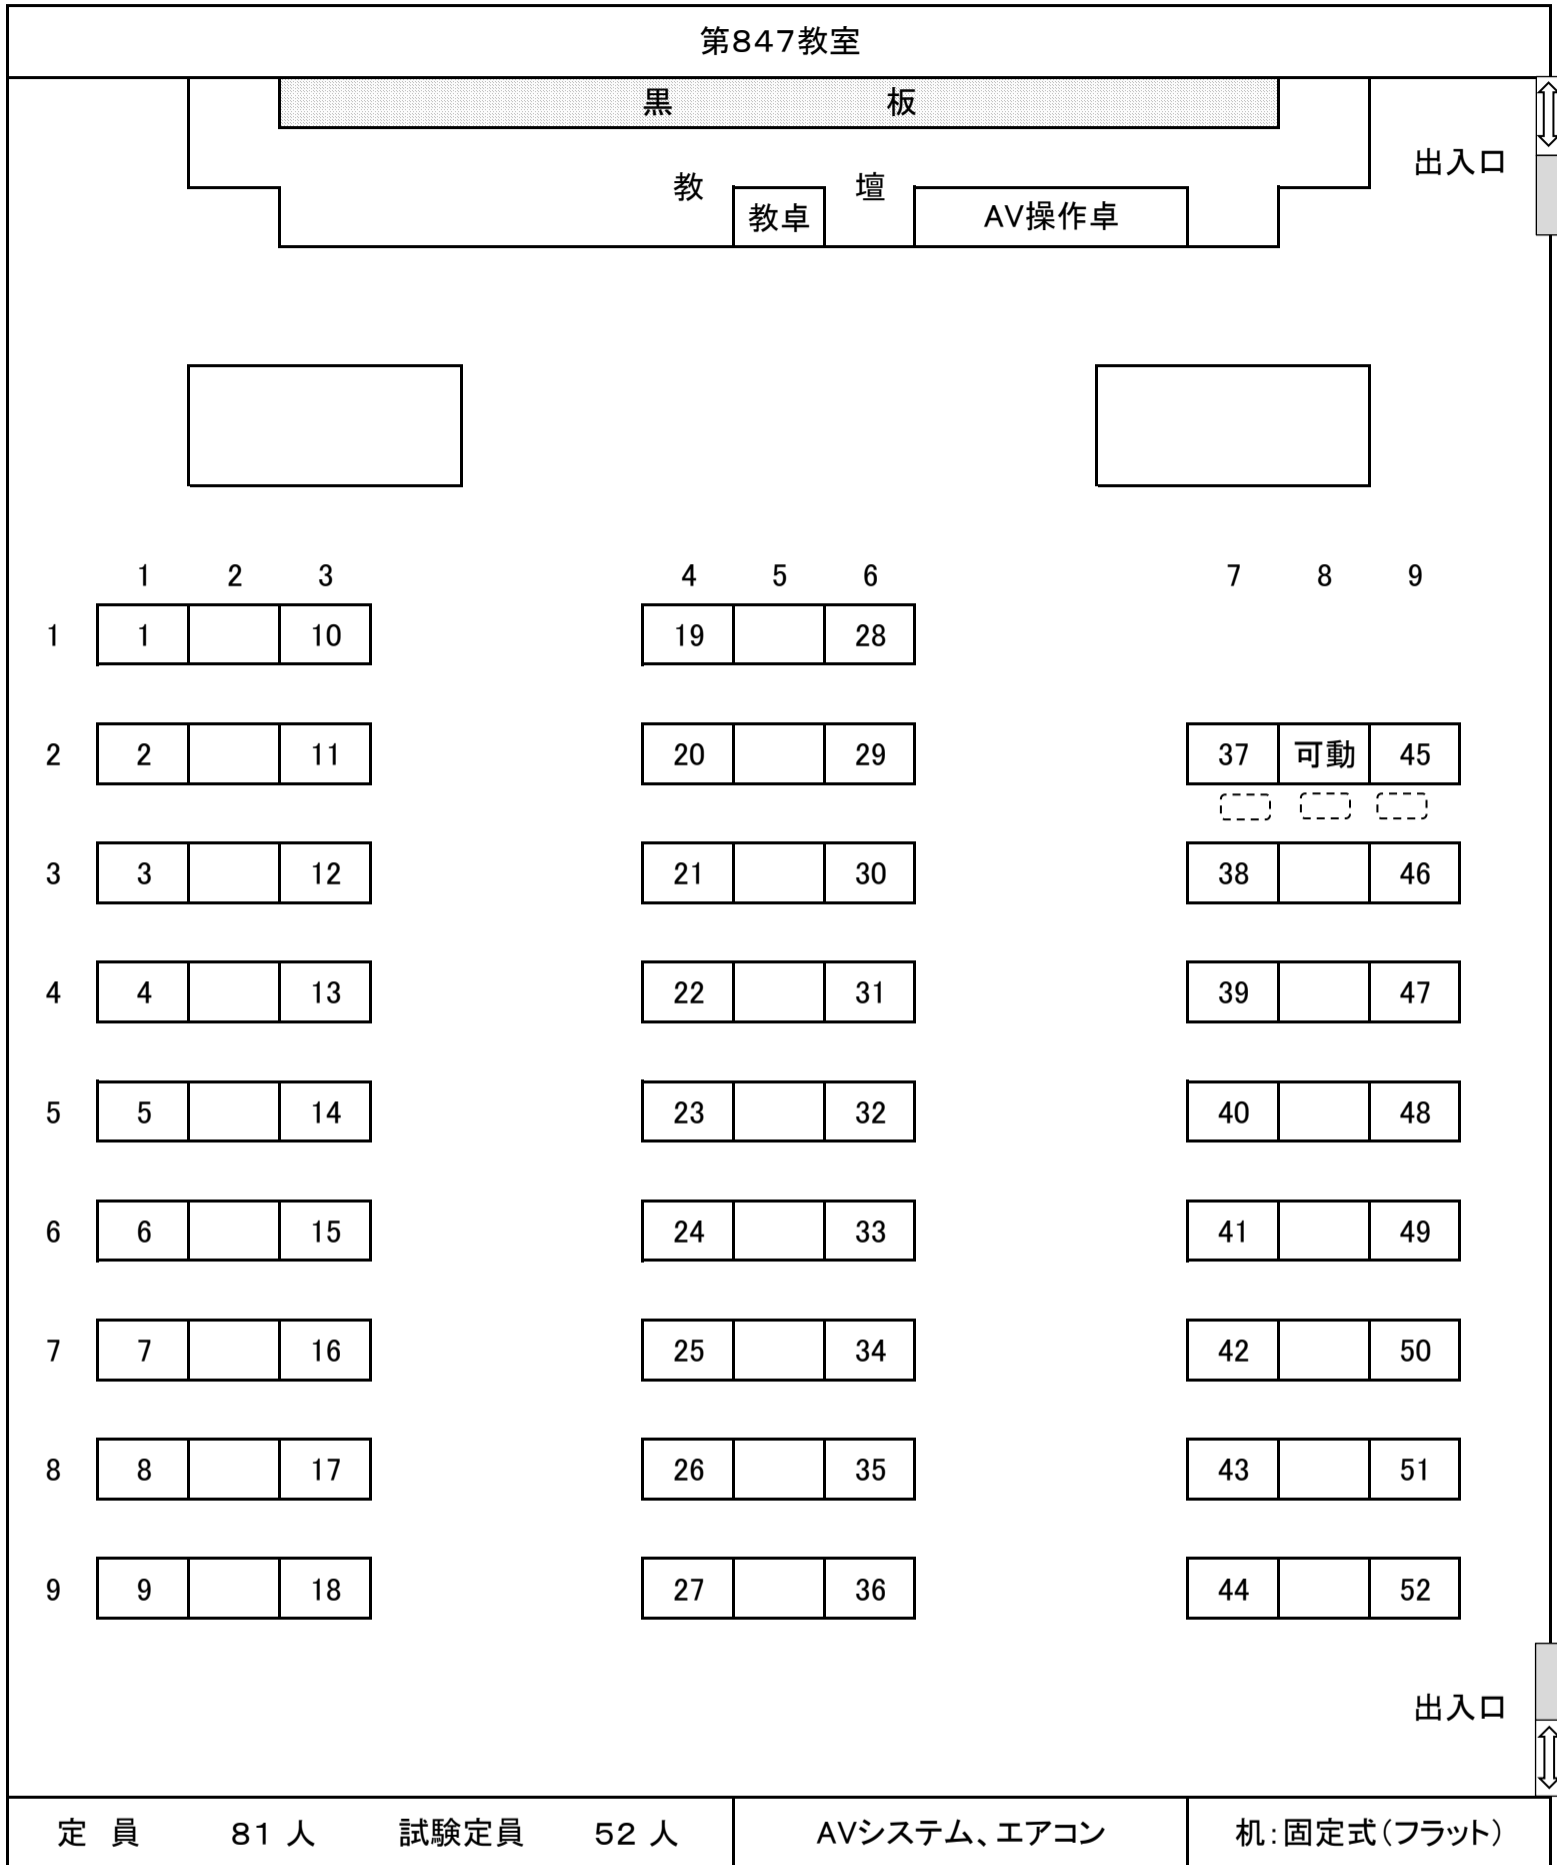 第847教室
黒 板
出入口
教 壇
教卓 AV操作卓
1 2 3 4 5 6 7 8 9
1 1 10 19 28
2 2 11 20 29 37 可動 45
3 3 12 21 30 38 46
4 4 13 22 31 39 47
5 5 14 23 32 40 48
6 6 15 24 33 41 49
7 7 16 25 34 42 50
8 8 17 26 35 43 51
9 9 18 27 36 44 52
出入口
定 員 81 人 試験定員 52 人 AVシステム、エアコン 机:固定式(フラット)